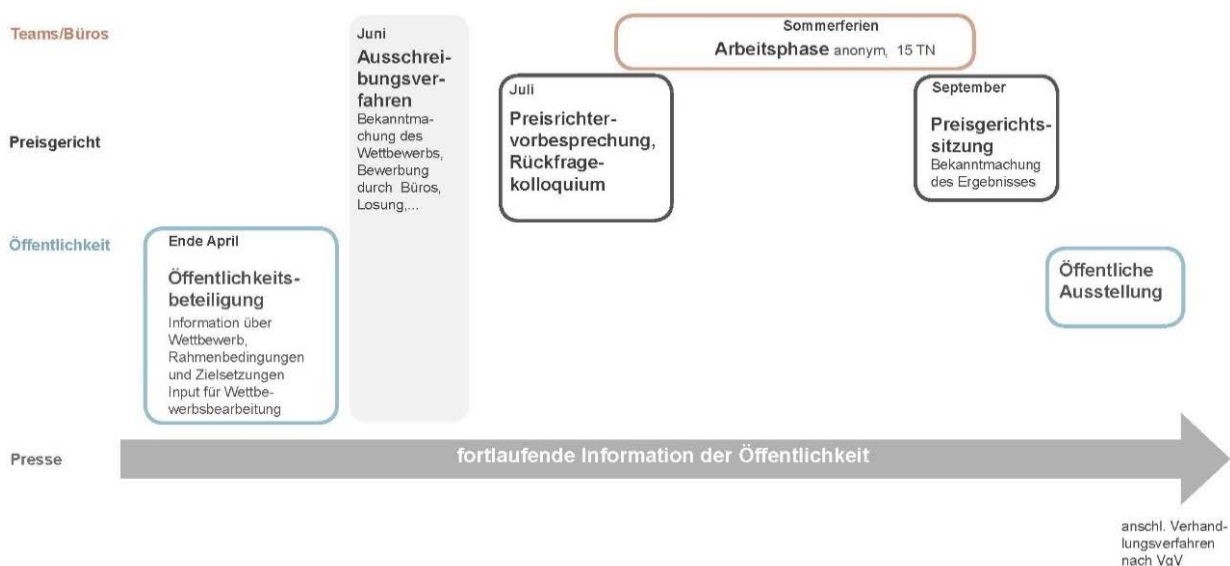 Teams/Büros
Juni
Ausschrei-
bungsver-
fahren
Bekanntma-
chung des
Wettbewerbs,
Bewerbung
durch Büros,
Losung,...
Sommerferien
Arbeitsphase anonym, 15 TN
Preisgericht
Juli
Preisrichter-
vorbesprechung,
Rückfrage-
kolloquium
September
Preisgerichts-
sitzung
Bekanntmachung
des Ergebnisses
Öffentlichkeit
Ende April
Öffentlichkeits-
beteiligung
Information über
Wettbewerb,
Rahmenbedingungen
und Zielsetzungen
Input für Wettbe-
werbsbearbeitung
Öffentliche
Ausstellung
Presse
fortlaufende Information der Öffentlichkeit
anschl. Verhand-
lungsverfahren
nach VgV